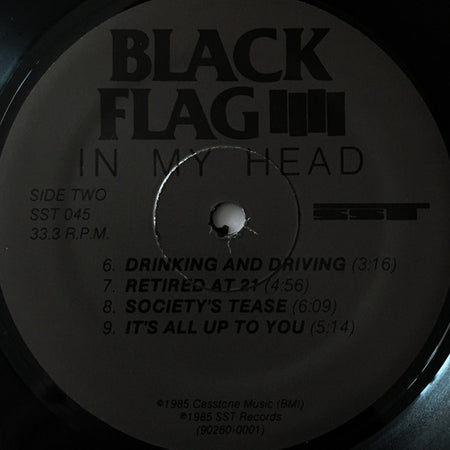 BLACK
FLAG
IN MY HEAD
SIDE TWO
SST 045
33.3 R.P.M.
SST
6. DRINKING AND DRIVING (3:16)
7. RETIRED AT 21 (4:56)
8. SOCIETY'S TEASE (6:09)
9. IT'S ALL UP TO YOU (5:14)
©1985 Cesstone Music (BMI)
℗1985 SST Records
(90260-0001)